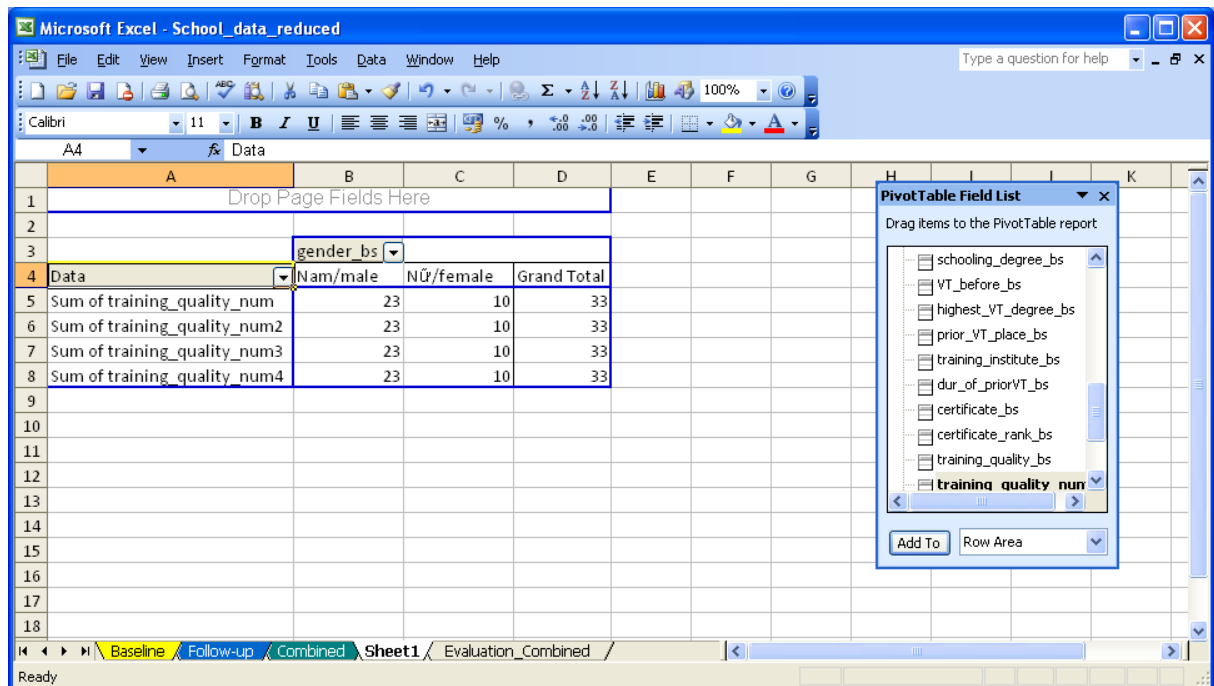 Microsoft Excel - School_data_reduced
File Edit View Insert Format Tools Data Window Help Type a question for help
100%
Calibri 11 B I U
A4 fx Data
A B C D E F G H I J K
1 Drop Page Fields Here
2
3 gender_bs
4 Data Nam/male Nữ/female Grand Total
5 Sum of training_quality_num 23 10 33
6 Sum of training_quality_num2 23 10 33
7 Sum of training_quality_num3 23 10 33
8 Sum of training_quality_num4 23 10 33
9
10
11
12
13
14
15
16
17
18
PivotTable Field List
Drag items to the PivotTable report
schooling_degree_bs
VT_before_bs
highest_VT_degree_bs
prior_VT_place_bs
training_institute_bs
dur_of_priorVT_bs
certificate_bs
certificate_rank_bs
training_quality_bs
training_quality_num
Add To Row Area
Baseline Follow-up Combined Sheet1 Evaluation_Combined
Ready